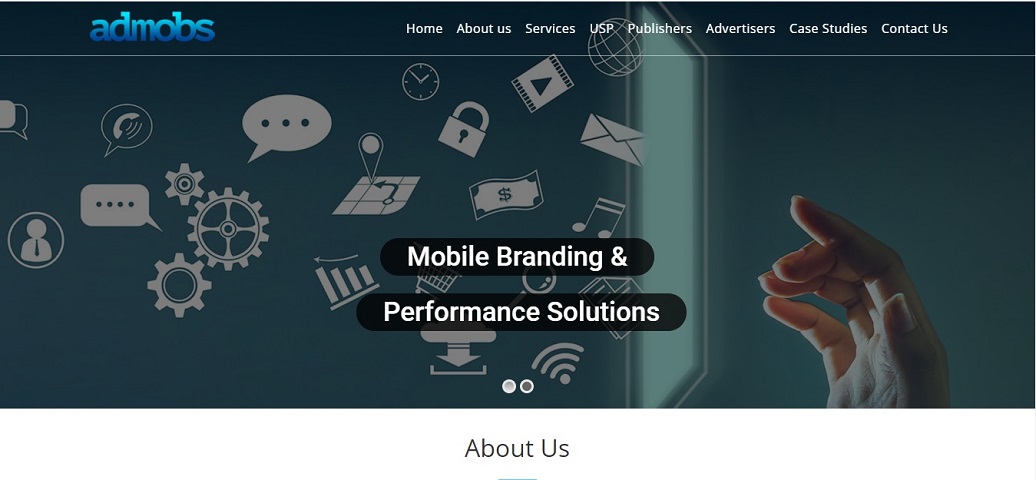 admobs
Home About us Services USP Publishers Advertisers Case Studies Contact Us
$
Mobile Branding &
Performance Solutions
About Us